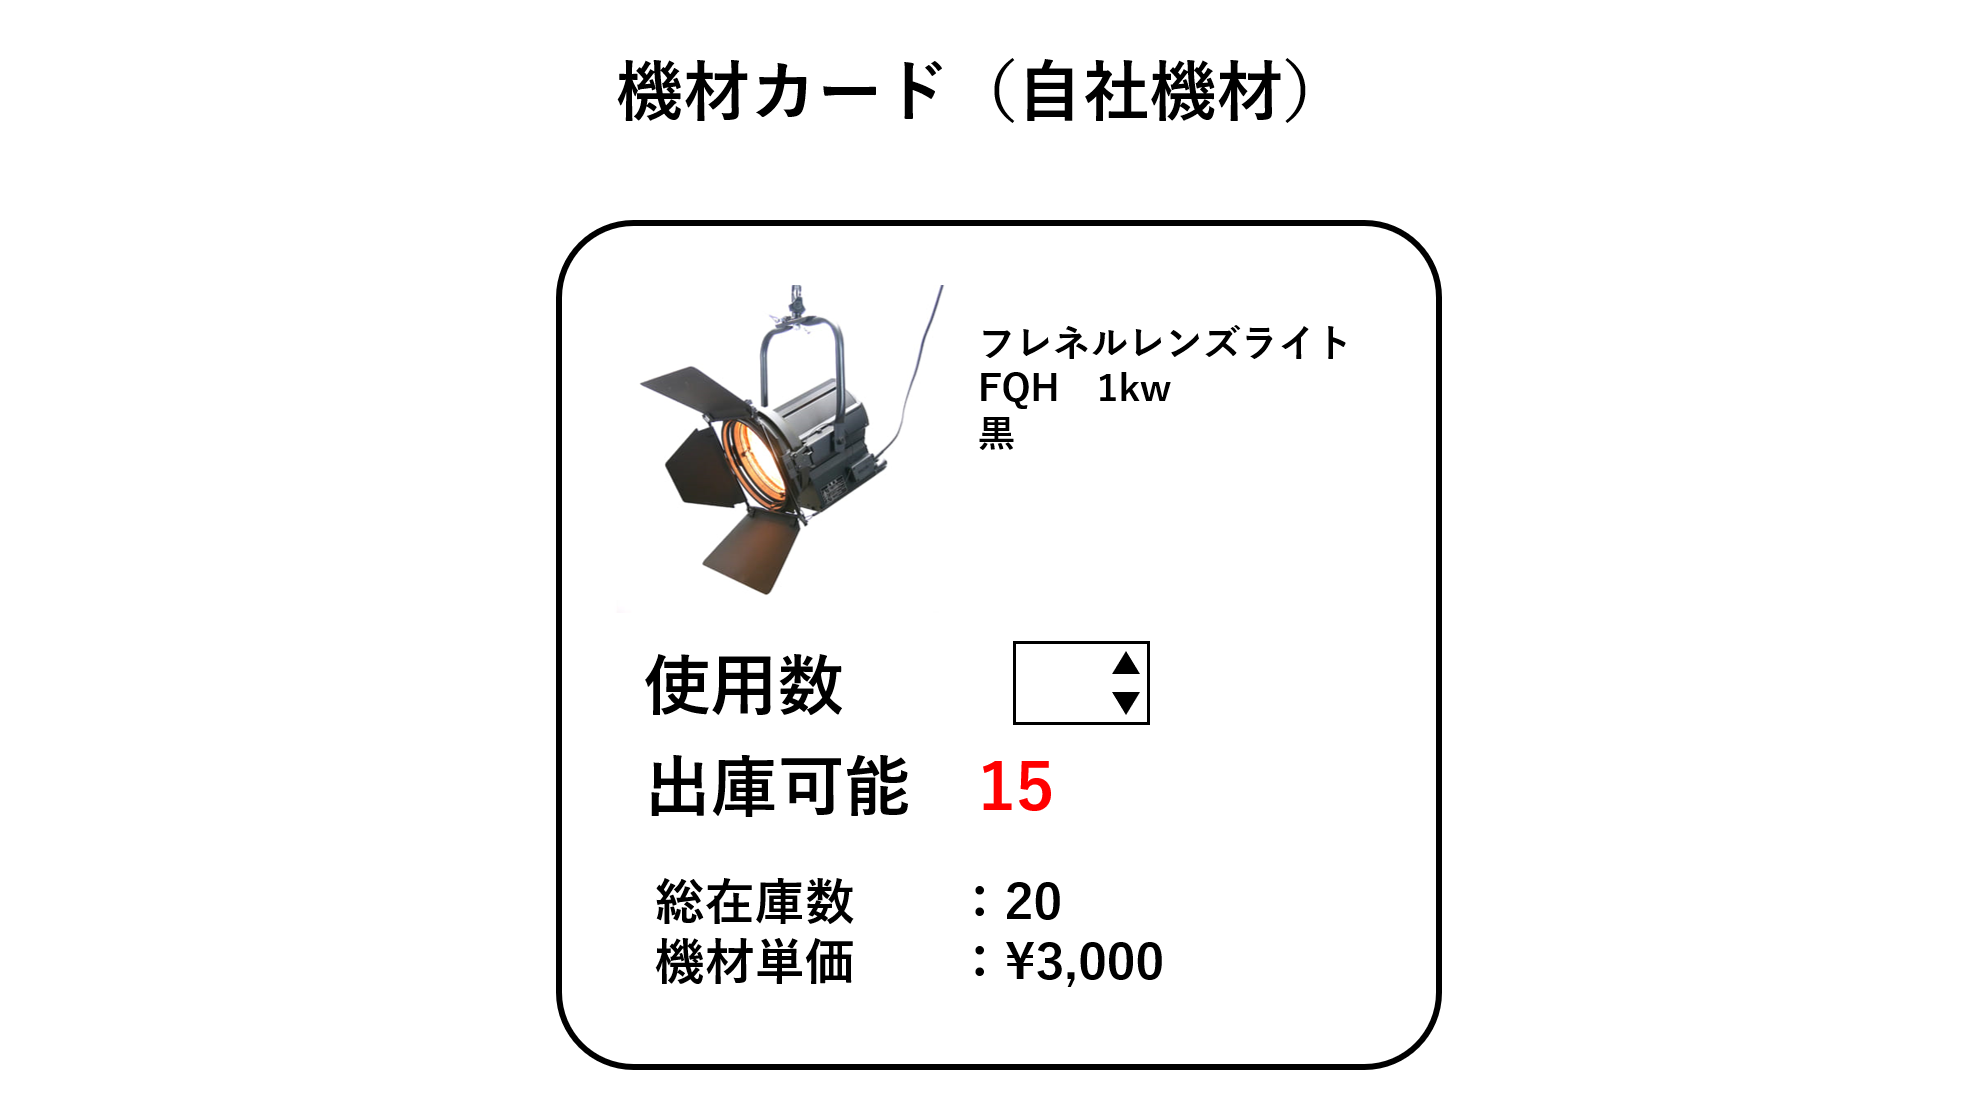 機材カード（自社機材）
フレネルレンズライト
FQH　1kw
黒
使用数
出庫可能　15
総在庫数　：20
機材単価　：¥3,000